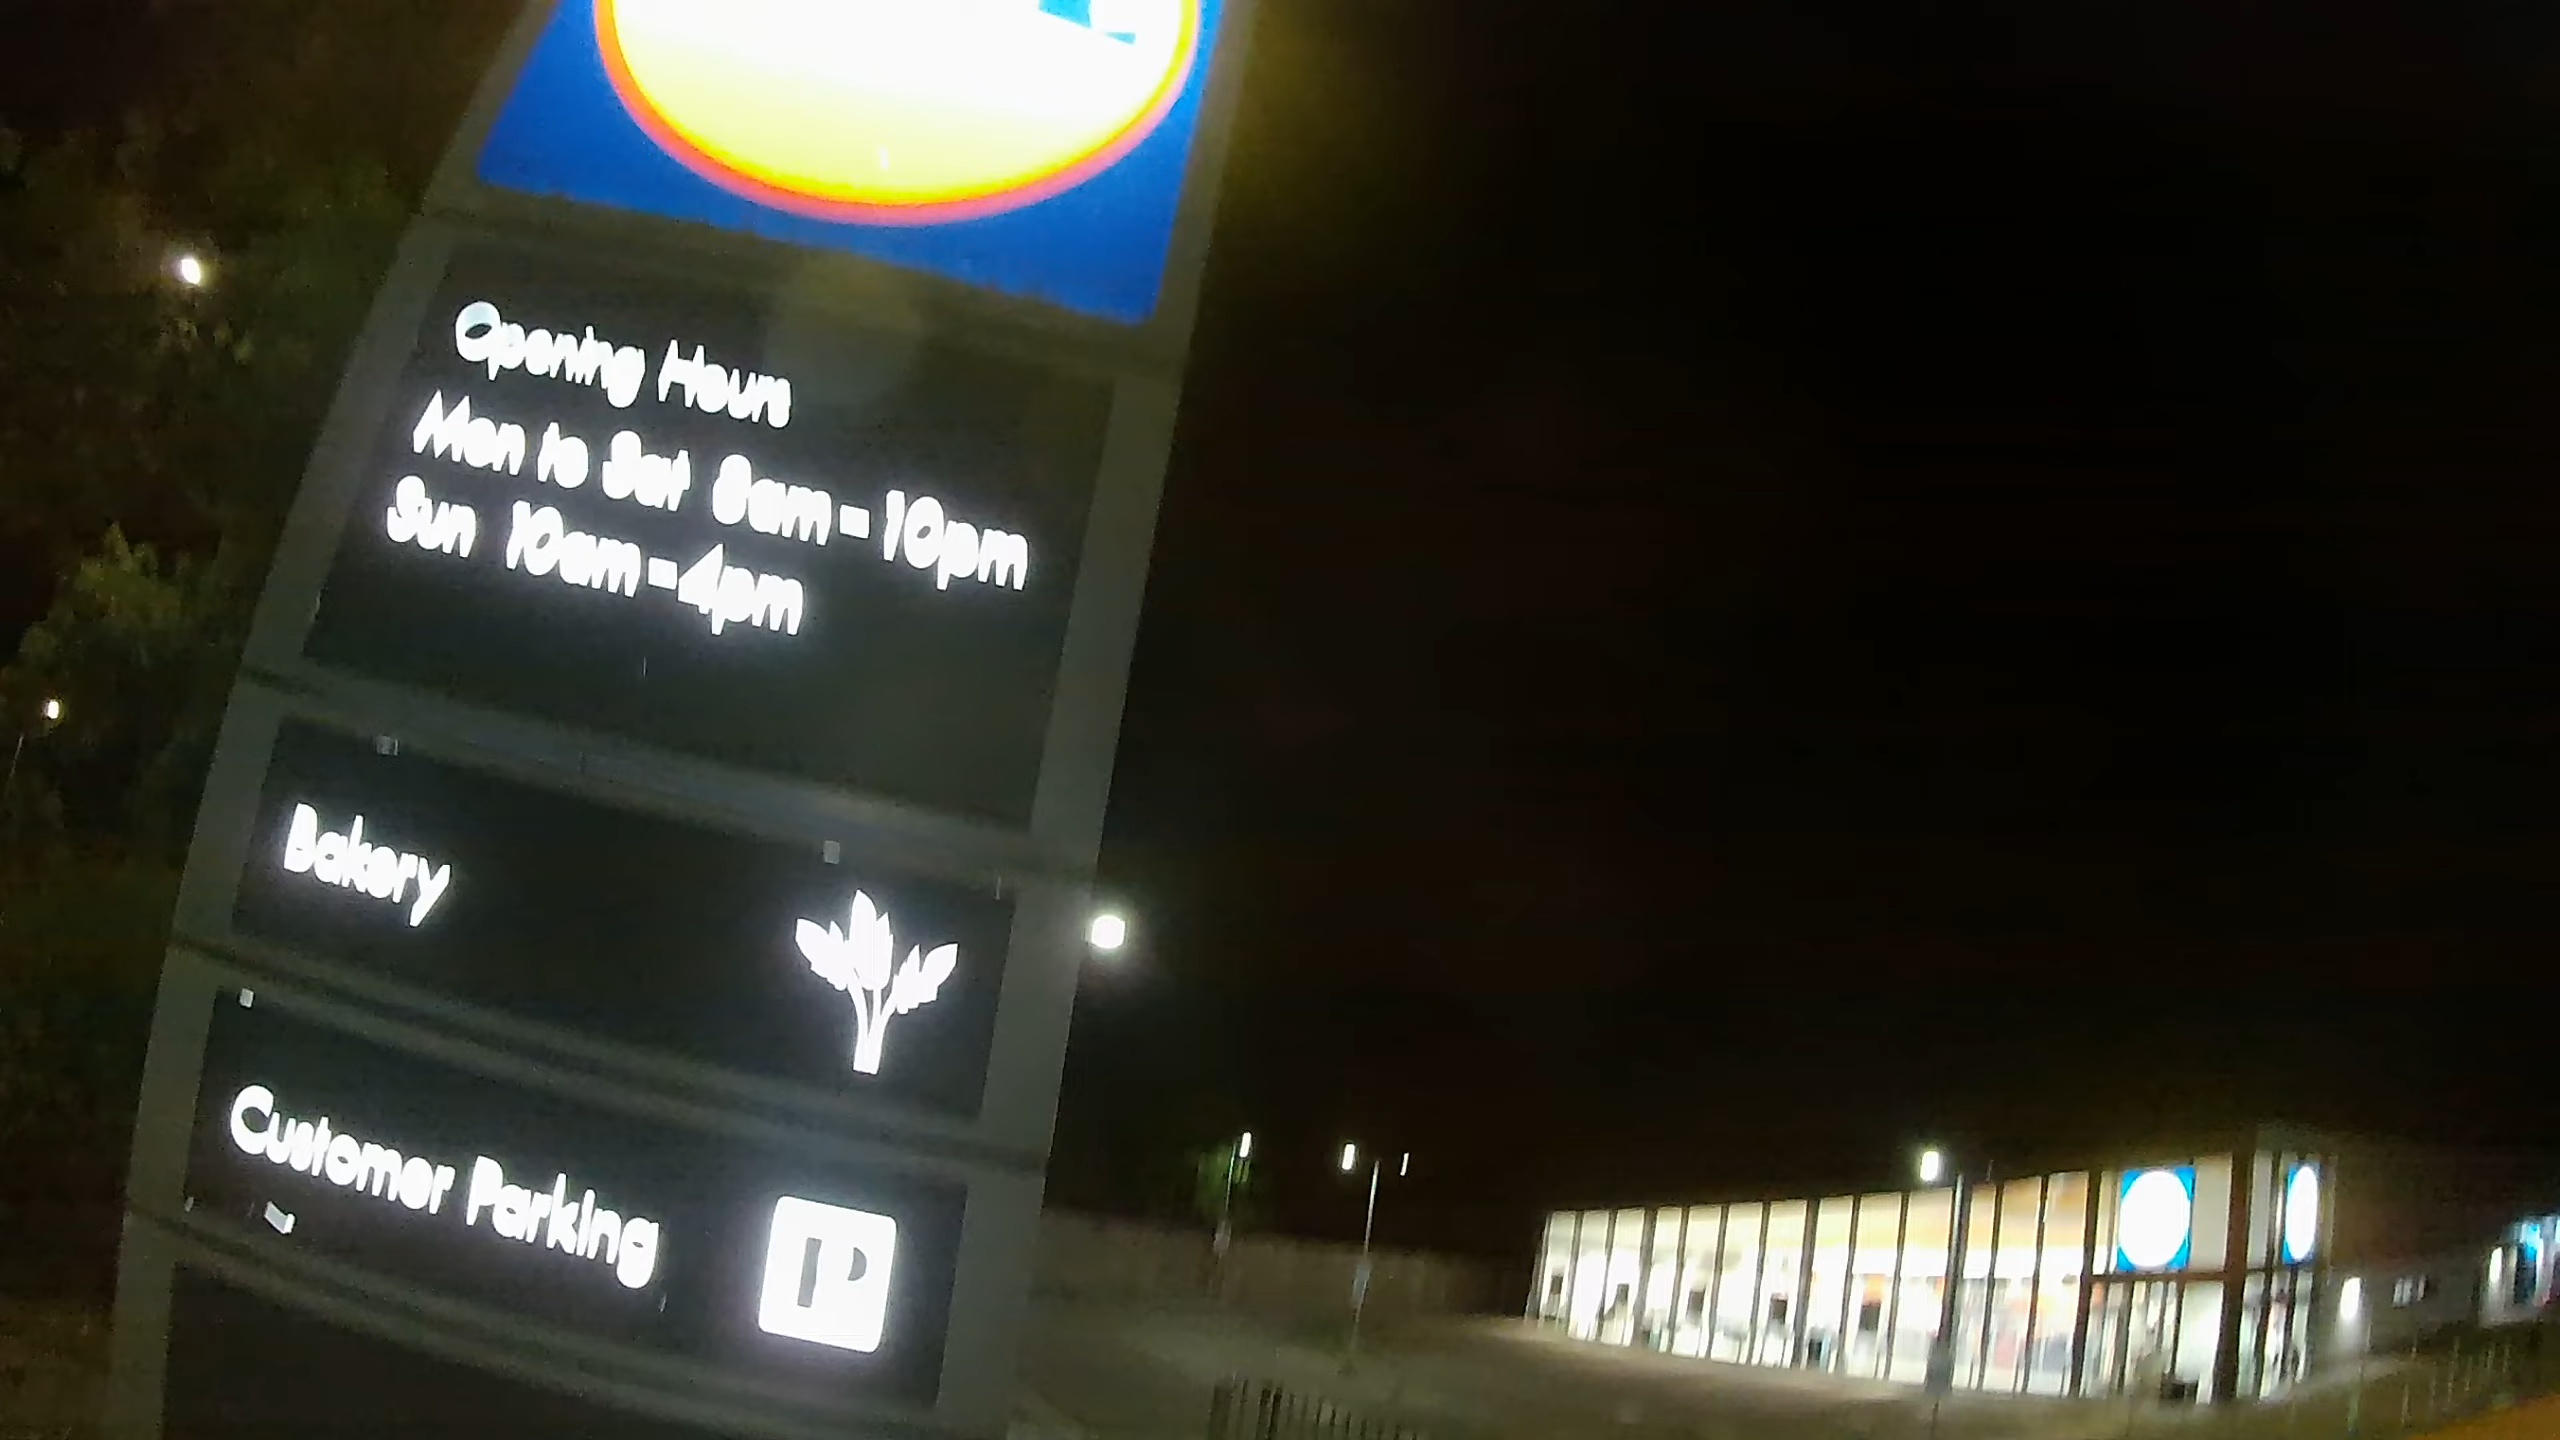 Opening Hours
Mon to Sat 8am-10pm
Sun 10am-4pm
Bakery
Customer Parking
P